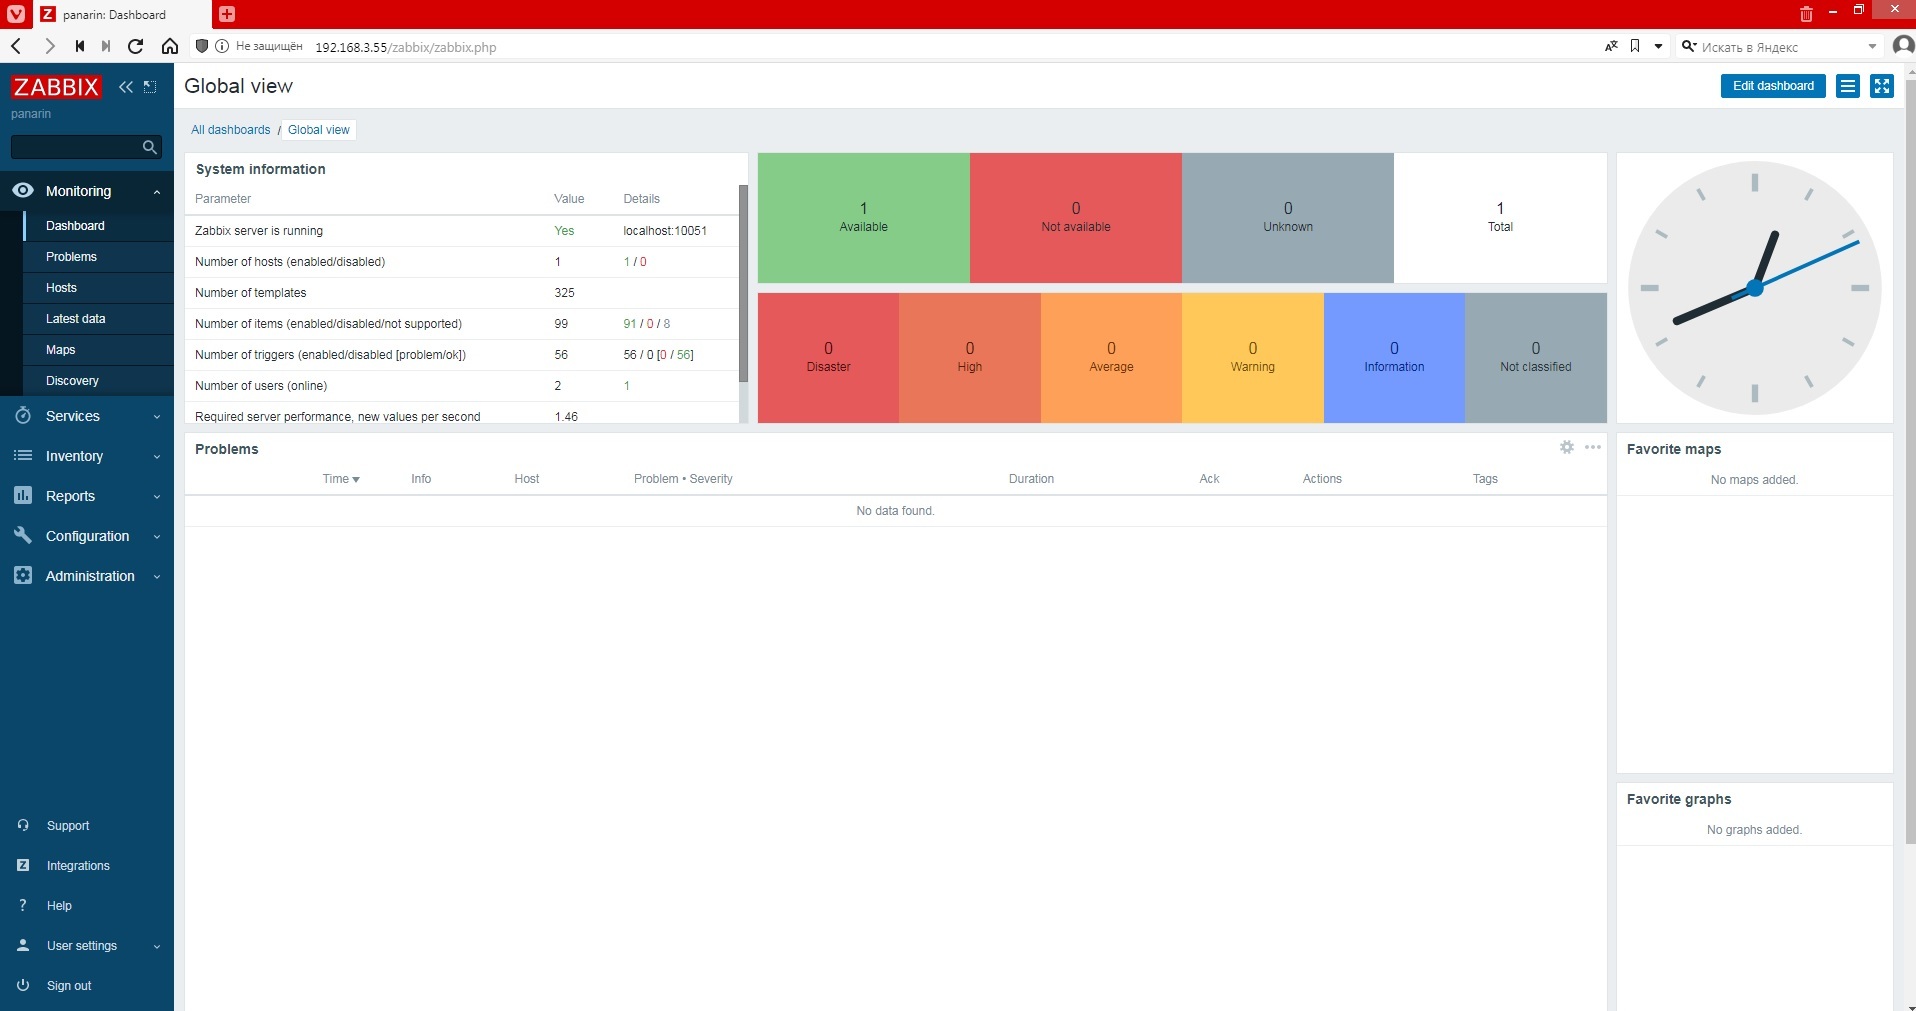 panarin: Dashboard
Не защищён 192.168.3.55/zabbix/zabbix.php Искать в Яндекс
ZABBIX
panarin
Monitoring
Dashboard
Problems
Hosts
Latest data
Maps
Discovery
Services
Inventory
Reports
Configuration
Administration
Support
Integrations
Help
User settings
Sign out
Global view
Edit dashboard
All dashboards / Global view
System information
Parameter Value Details
Zabbix server is running Yes localhost:10051
Number of hosts (enabled/disabled) 1 1 / 0
Number of templates 325
Number of items (enabled/disabled/not supported) 99 91 / 0 / 8
Number of triggers (enabled/disabled [problem/ok]) 56 56 / 0 [0 / 56]
Number of users (online) 2 1
Required server performance, new values per second 1.46
1 0 0 1
Available Not available Unknown Total
0 0 0 0 0 0
Disaster High Average Warning Information Not classified
Problems
Time Info Host Problem • Severity Duration Ack Actions Tags
No data found.
Favorite maps
No maps added.
Favorite graphs
No graphs added.